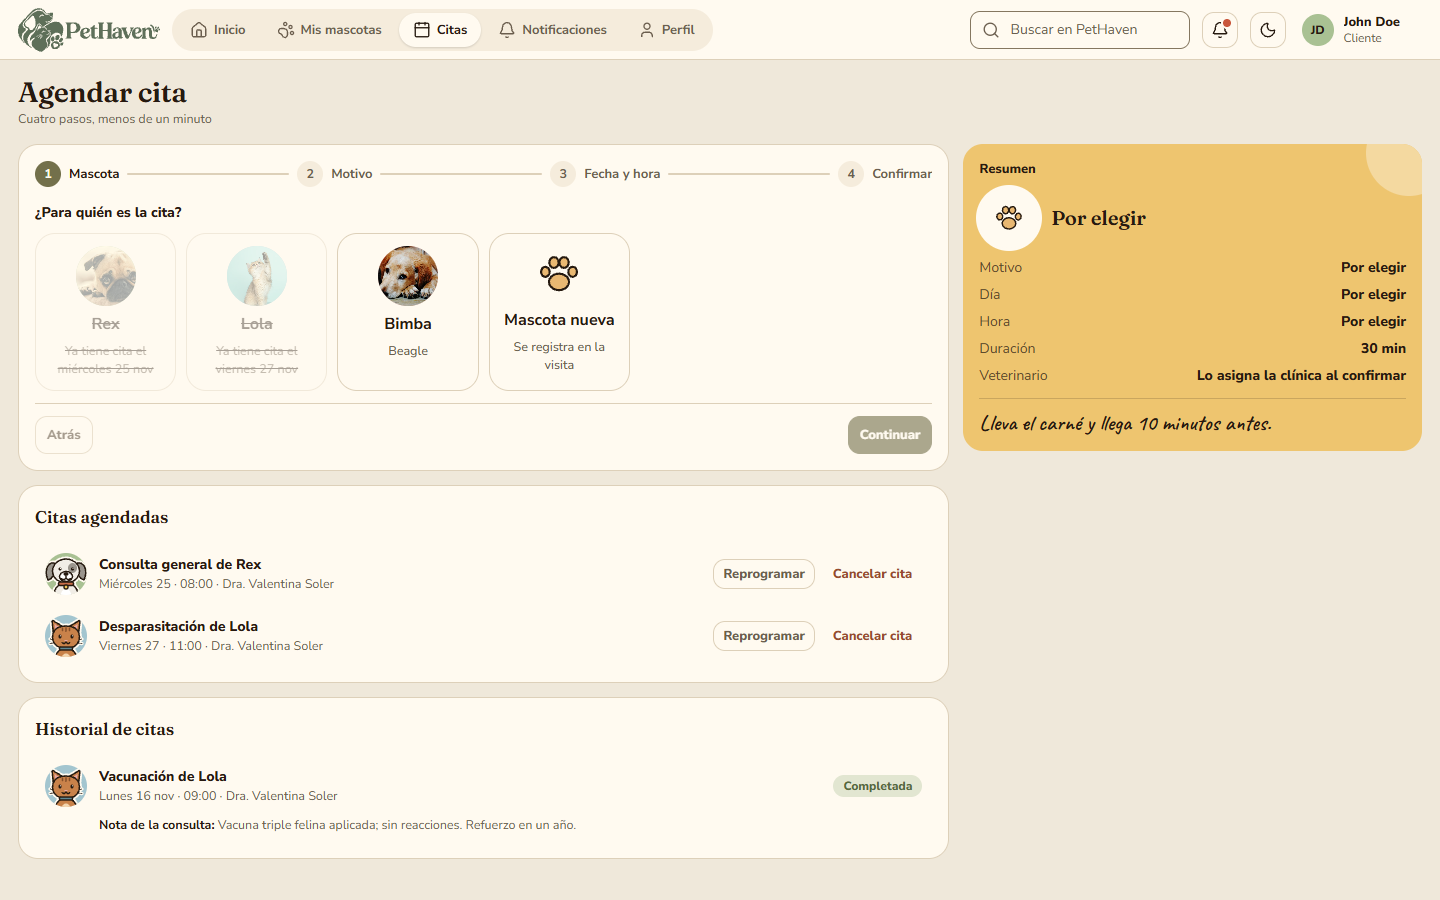 PetHaven
Inicio
Mis mascotas
Citas
Notificaciones
Perfil
Buscar en PetHaven
JD
John Doe
Cliente
Agendar cita
Cuatro pasos, menos de un minuto
1 Mascota
2 Motivo
3 Fecha y hora
4 Confirmar
¿Para quién es la cita?
Rex
Ya tiene cita el
miércoles 25 nov
Lola
Ya tiene cita el
viernes 27 nov
Bimba
Beagle
Mascota nueva
Se registra en la
visita
Atrás
Continuar
Resumen
Por elegir
Motivo Por elegir
Día Por elegir
Hora Por elegir
Duración 30 min
Veterinario Lo asigna la clínica al confirmar
Lleva el carné y llega 10 minutos antes.
Citas agendadas
Consulta general de Rex
Miércoles 25 · 08:00 · Dra. Valentina Soler
Reprogramar
Cancelar cita
Desparasitación de Lola
Viernes 27 · 11:00 · Dra. Valentina Soler
Reprogramar
Cancelar cita
Historial de citas
Vacunación de Lola
Lunes 16 nov · 09:00 · Dra. Valentina Soler
Completada
Nota de la consulta: Vacuna triple felina aplicada; sin reacciones. Refuerzo en un año.